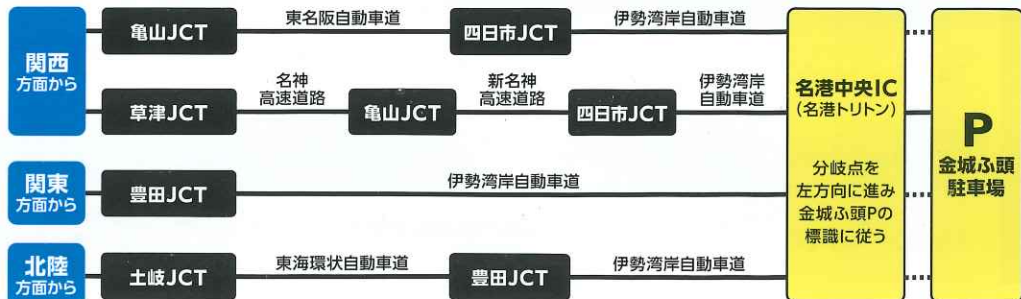 関西
方面から
亀山JCT
東名阪自動車道
四日市JCT
伊勢湾岸自動車道
草津JCT
名神
高速道路
亀山JCT
新名神
高速道路
四日市JCT
伊勢湾岸
自動車道
関東
方面から
豊田JCT
伊勢湾岸自動車道
北陸
方面から
土岐JCT
東海環状自動車道
豊田JCT
伊勢湾岸自動車道
名港中央IC
(名港トリトン)
分岐点を
左方向に進み
金城ふ頭Pの
標識に従う
P
金城ふ頭
駐車場